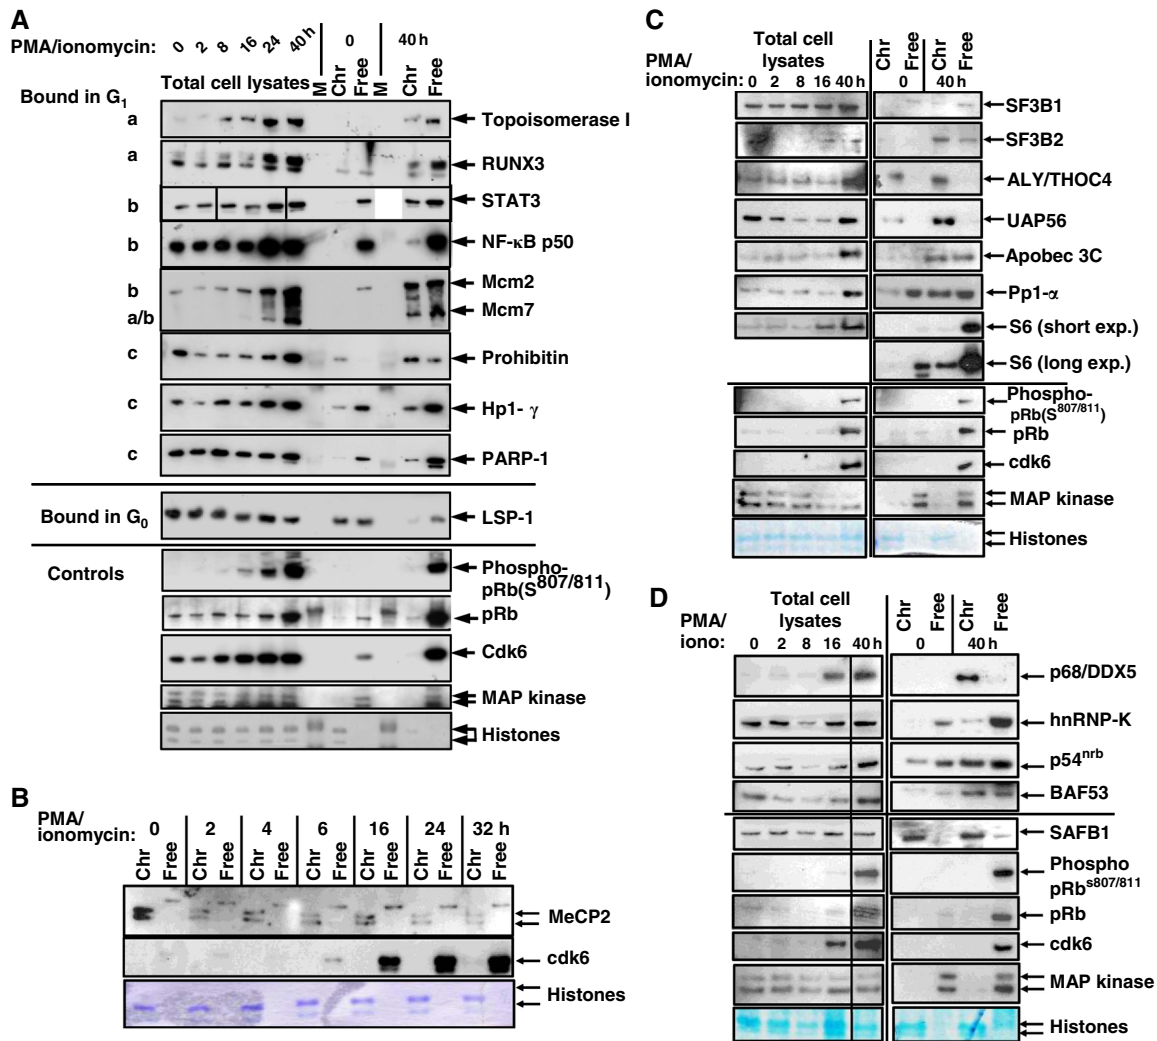 A
PMA/ionomycin: 0 2 8 16 24 40 h 0 40 h
Total cell lysates M Chr Free M Chr Free
Bound in G1
a Topoisomerase I
a RUNX3
b STAT3
b NF-κB p50
b Mcm2
a/b Mcm7
c Prohibitin
c Hp1- γ
c PARP-1
Bound in G0 LSP-1
Controls
Phospho-
pRb(S807/811)
pRb
Cdk6
MAP kinase
Histones
B
PMA/
ionomycin: 0 2 4 6 16 24 32 h
Chr Free Chr Free Chr Free Chr Free Chr Free Chr Free Chr Free
MeCP2
cdk6
Histones
C
PMA/
ionomycin:
Total cell
lysates
0 2 8 16 40 h
Chr Free Chr Free
0 40 h
SF3B1
SF3B2
ALY/THOC4
UAP56
Apobec 3C
Pp1-α
S6 (short exp.)
S6 (long exp.)
Phospho-
pRb(S807/811)
pRb
cdk6
MAP kinase
Histones
D
PMA/
iono:
Total cell
lysates
0 2 8 16 40 h
Chr Free Chr Free
0 40 h
p68/DDX5
hnRNP-K
p54nrb
BAF53
SAFB1
Phospho
pRbs807/811
pRb
cdk6
MAP kinase
Histones